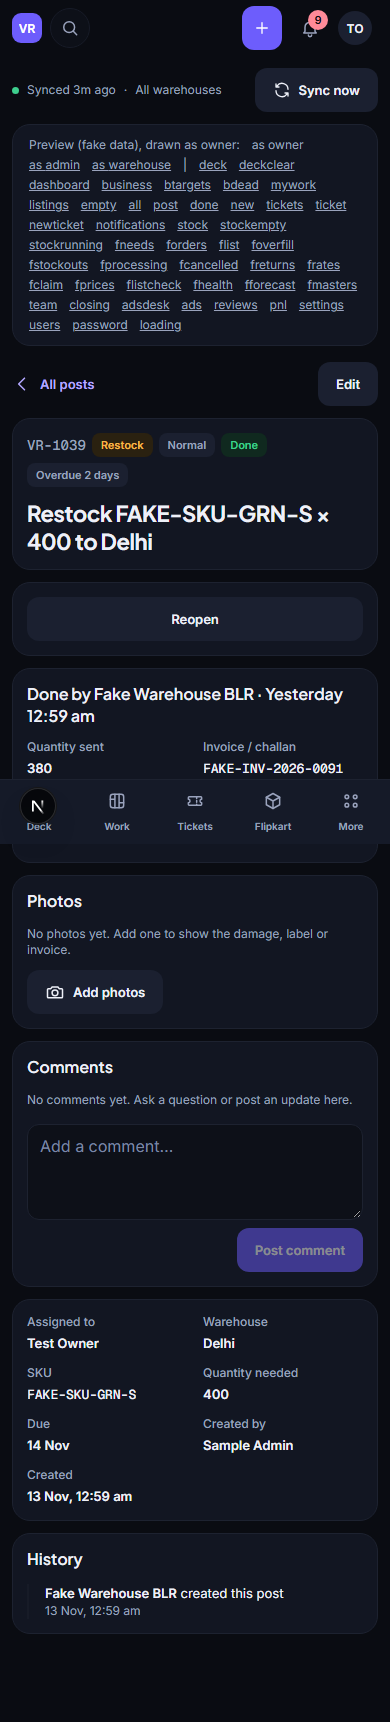 VR
9
TO
Synced 3m ago · All warehouses
Sync now
Preview (fake data), drawn as owner: as owner
as admin as warehouse | deck deckclear
dashboard business btargets bdead mywork
listings empty all post done new tickets ticket
newticket notifications stock stockempty
stockrunning fneeds forders flist foverfill
fstockouts fprocessing fcancelled freturns frates
fclaim fprices flistcheck fhealth fforecast fmasters
team closing adsdesk ads reviews pnl settings
users password loading
All posts
Edit
VR-1039 Restock Normal Done
Overdue 2 days
Restock FAKE-SKU-GRN-S ×
400 to Delhi
Reopen
Done by Fake Warehouse BLR · Yesterday
12:59 am
Quantity sent Invoice / challan
380 FAKE-INV-2026-0091
N
Deck Work Tickets Flipkart More
Photos
No photos yet. Add one to show the damage, label or
invoice.
Add photos
Comments
No comments yet. Ask a question or post an update here.
Add a comment...
Post comment
Assigned to Warehouse
Test Owner Delhi
SKU Quantity needed
FAKE-SKU-GRN-S 400
Due Created by
14 Nov Sample Admin
Created
13 Nov, 12:59 am
History
Fake Warehouse BLR created this post
13 Nov, 12:59 am